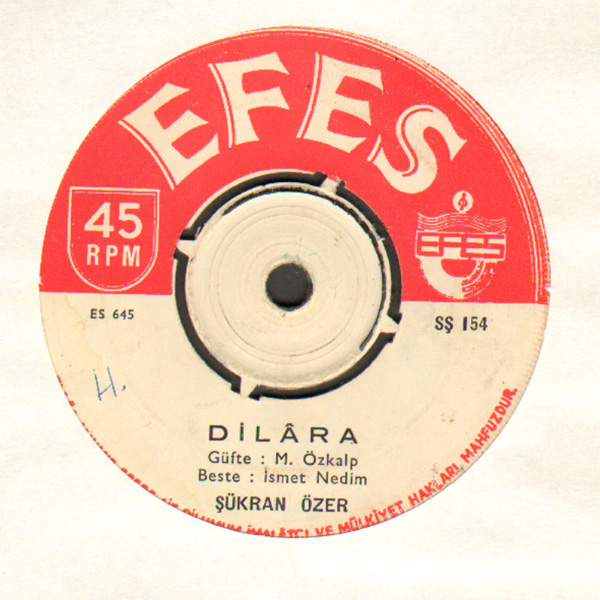 EFES
45
RPM
EFES
ES 645
SŞ 154
H.
DİLÂRA
Güfte : M. Özkalp
Beste : İsmet Nedim
ŞÜKRAN ÖZER
İMALÂTÇI VE MÜLKİYET HAKLARI MAHFUZDUR.